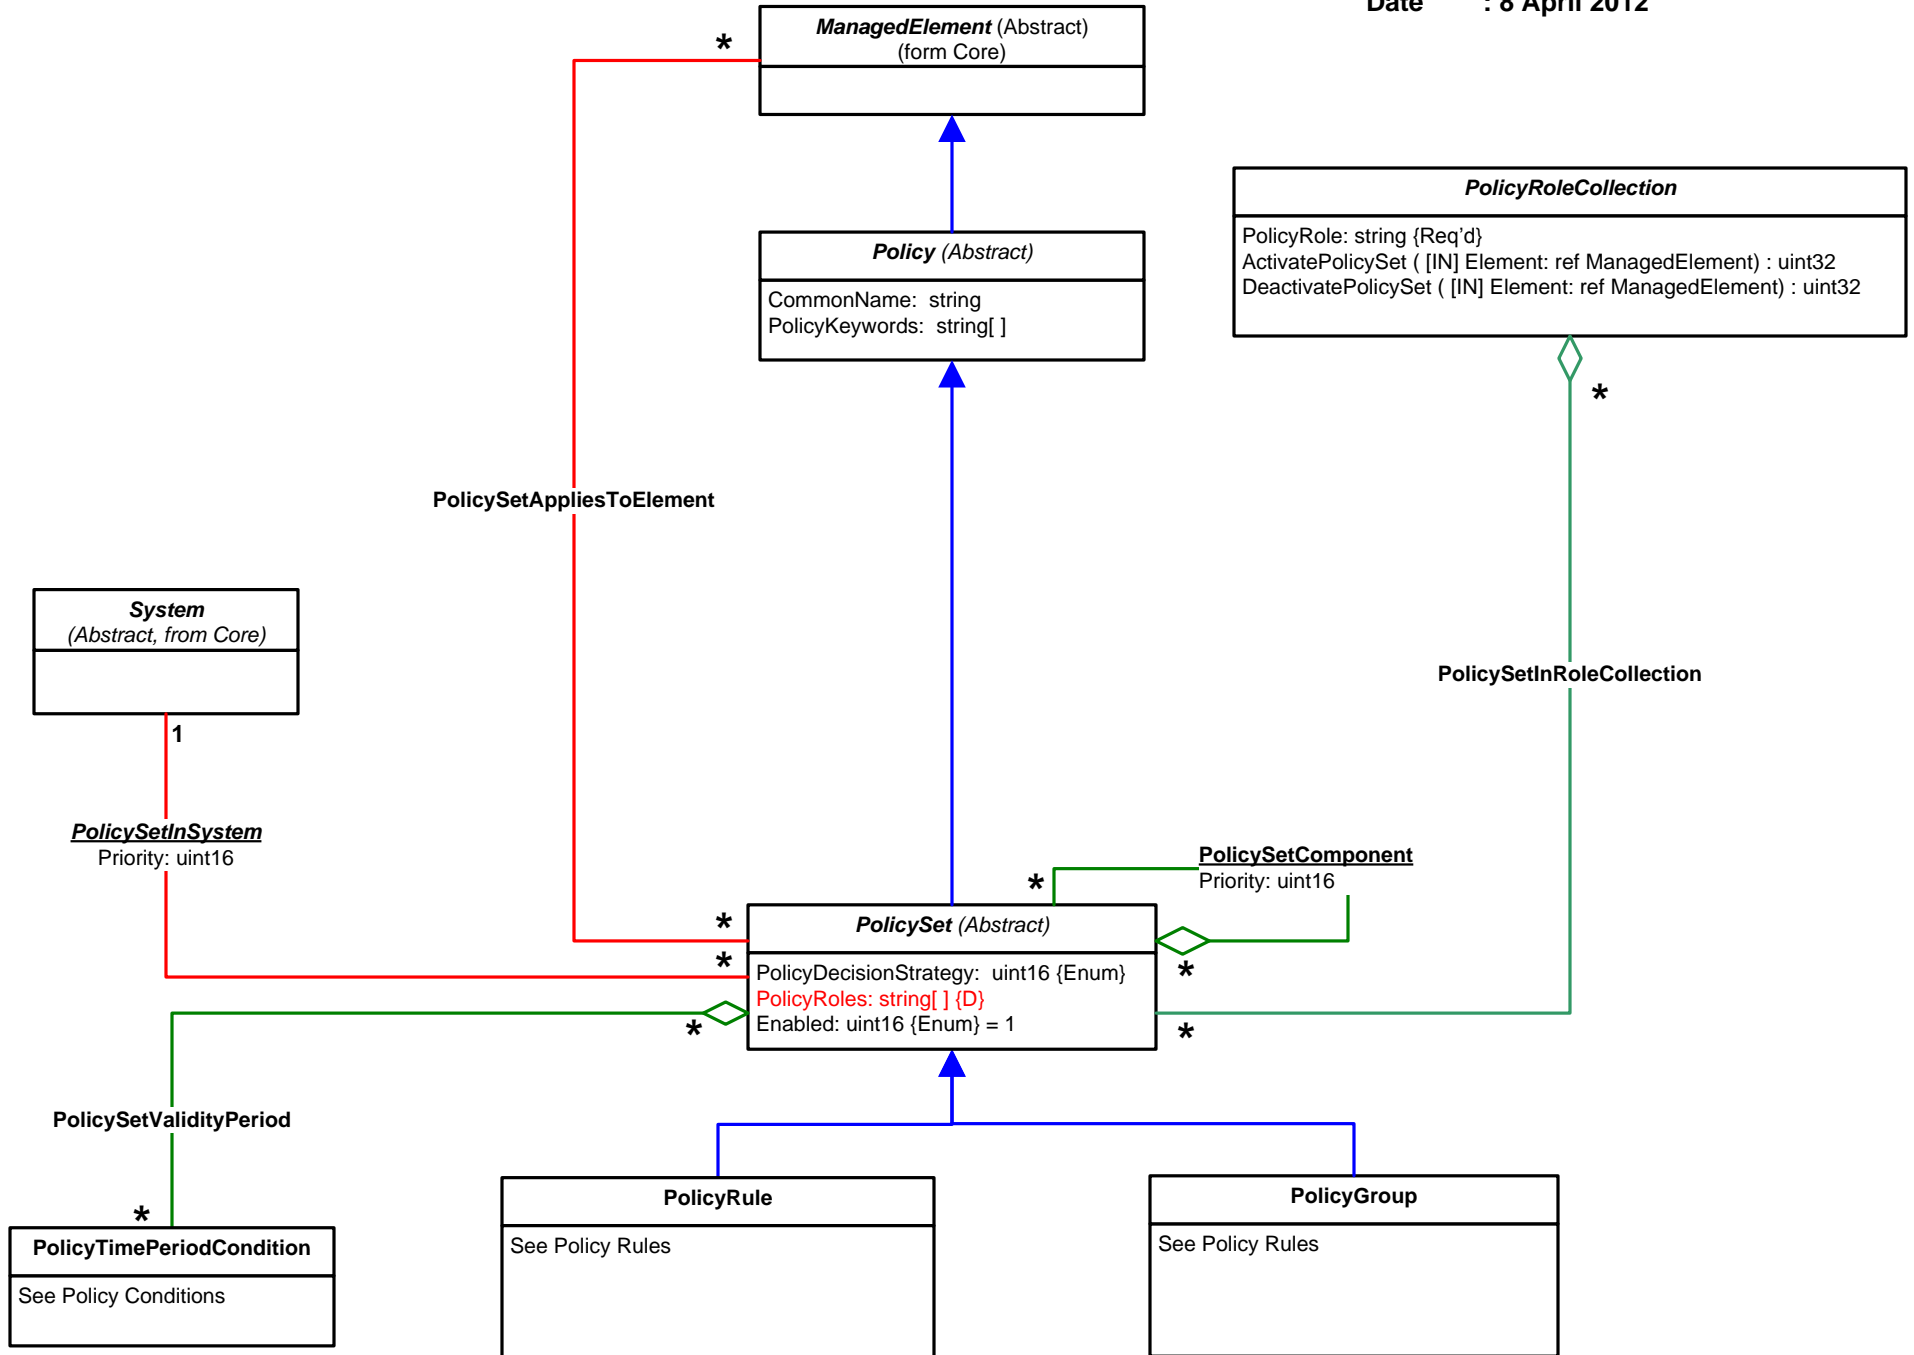 Date : 8 April 2012
ManagedElement (Abstract)
(form Core)
*
PolicyRoleCollection
PolicyRole: string {Req'd}
ActivatePolicySet ( [IN] Element: ref ManagedElement) : uint32
DeactivatePolicySet ( [IN] Element: ref ManagedElement) : uint32
*
Policy (Abstract)
CommonName: string
PolicyKeywords: string[ ]
PolicySetAppliesToElement
System
(Abstract, from Core)
1
PolicySetInRoleCollection
PolicySetInSystem
Priority: uint16
PolicySetComponent
Priority: uint16
*
*
*
PolicySet (Abstract)
PolicyDecisionStrategy: uint16 {Enum}
PolicyRoles: string[ ] {D}
Enabled: uint16 {Enum} = 1
*
*
*
PolicySetValidityPeriod
*
PolicyTimePeriodCondition
See Policy Conditions
PolicyRule
See Policy Rules
PolicyGroup
See Policy Rules